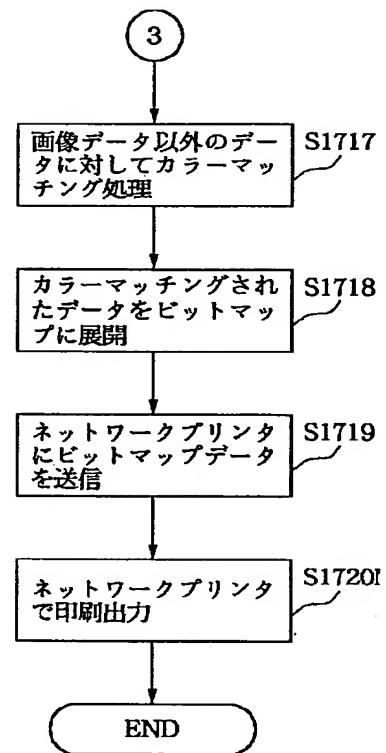 3
画像データ以外のデー
タに対してカラーマッ
チング処理
S1717
カラーマッチングされ
たデータをビットマッ
プに展開
S1718
ネットワークプリンタ
にビットマップデータ
を送信
S1719
ネットワークプリンタ
で印刷出力
S1720
END